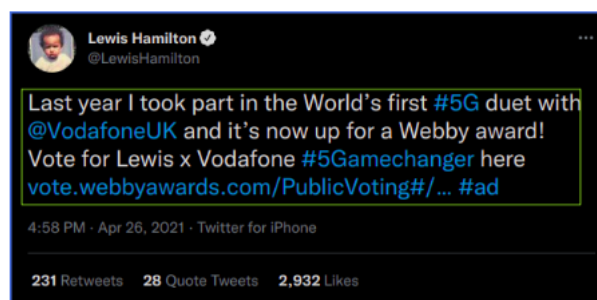 Lewis Hamilton
@LewisHamilton
Last year I took part in the World's first #5G duet with
@VodafoneUK and it's now up for a Webby award!
Vote for Lewis x Vodafone #5Gamechanger here
vote.webbyawards.com/PublicVoting#/... #ad
4:58 PM · Apr 26, 2021 · Twitter for iPhone
231 Retweets 28 Quote Tweets 2,932 Likes